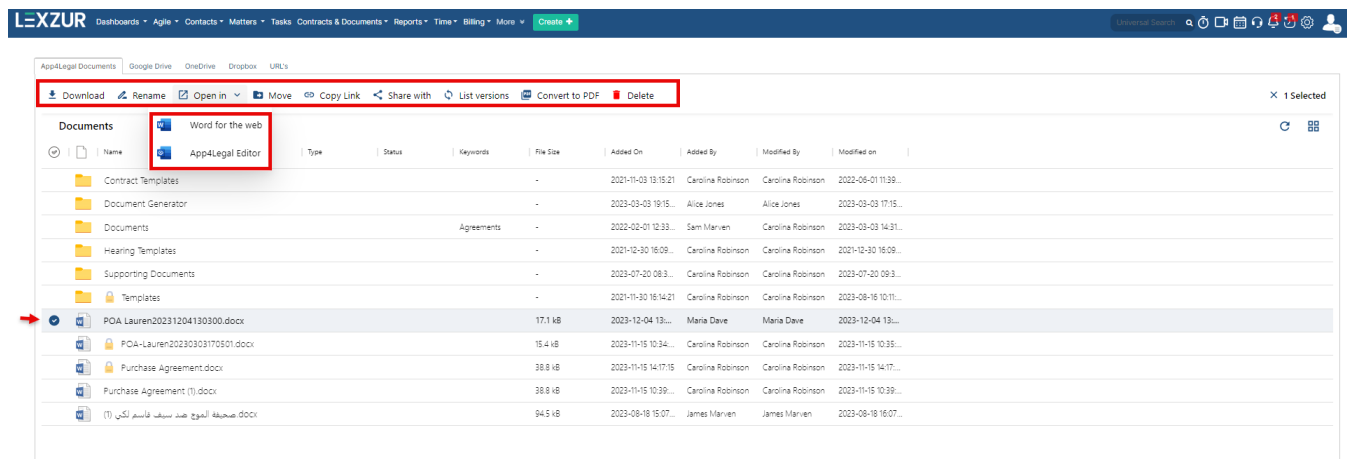 LEXZUR Dashboards Agile Contacts Matters Tasks Contracts & Documents Reports Time Billing More Create + Universal Search
App4Legal Documents Google Drive OneDrive Dropbox URL's
Download Rename Open in Move Copy Link Share with List versions Convert to PDF Delete × 1 Selected
Documents Word for the web
Name App4Legal Editor Type Status Keywords File Size Added On Added By Modified By Modified on
Contract Templates - 2021-11-03 13:15:21 Carolina Robinson Carolina Robinson 2022-06-01 11:39...
Document Generator - 2023-03-03 19:15... Alice Jones Alice Jones 2023-03-03 17:15...
Documents Agreements - 2022-02-01 12:33... Sam Marven Carolina Robinson 2023-03-03 14:31...
Hearing Templates - 2021-12-30 16:09... Carolina Robinson Carolina Robinson 2021-12-30 16:09...
Supporting Documents - 2023-07-20 08:3... Carolina Robinson Carolina Robinson 2023-07-20 09:3...
Templates - 2021-11-30 16:14:21 Carolina Robinson Carolina Robinson 2023-08-16 10:11:...
POA Lauren20231204130300.docx 17.1 kB 2023-12-04 13:... Maria Dave Maria Dave 2023-12-04 13:...
POA-Lauren20230303170501.docx 15.4 kB 2023-11-15 10:34:... Carolina Robinson Carolina Robinson 2023-11-15 10:35:...
Purchase Agreement.docx 38.8 kB 2023-11-15 14:17:15 Carolina Robinson Carolina Robinson 2023-11-15 14:17:...
Purchase Agreement (1).docx 38.8 kB 2023-11-15 10:39:... Carolina Robinson Carolina Robinson 2023-11-15 10:39:...
صحيفة الموج ضد سيف قاسم (1).docx 94.5 kB 2023-08-18 15:07... James Marven James Marven 2023-08-18 16:07...